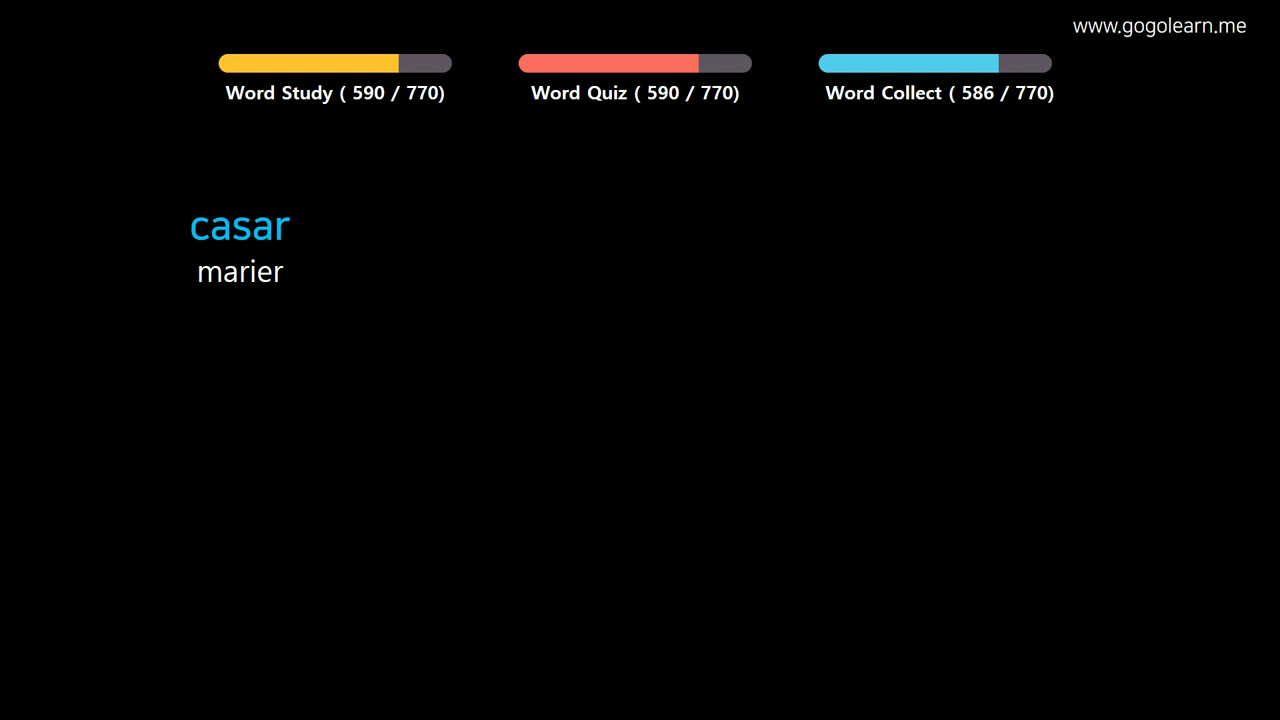 www.gogolearn.me
Word Study ( 590 / 770)
Word Quiz ( 590 / 770)
Word Collect ( 586 / 770)
casar
marier